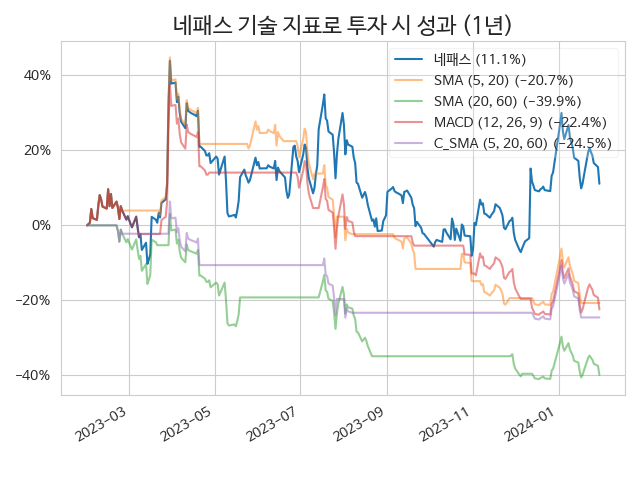 네패스 기술 지표로 투자 시 성과 (1년)
네패스 (11.1%)
SMA (5, 20) (−20.7%)
SMA (20, 60) (−39.9%)
MACD (12, 26, 9) (−22.4%)
C_SMA (5, 20, 60) (−24.5%)
40%
20%
0%
−20%
−40%
2023−03
2023−05
2023−07
2023−09
2023−11
2024−01